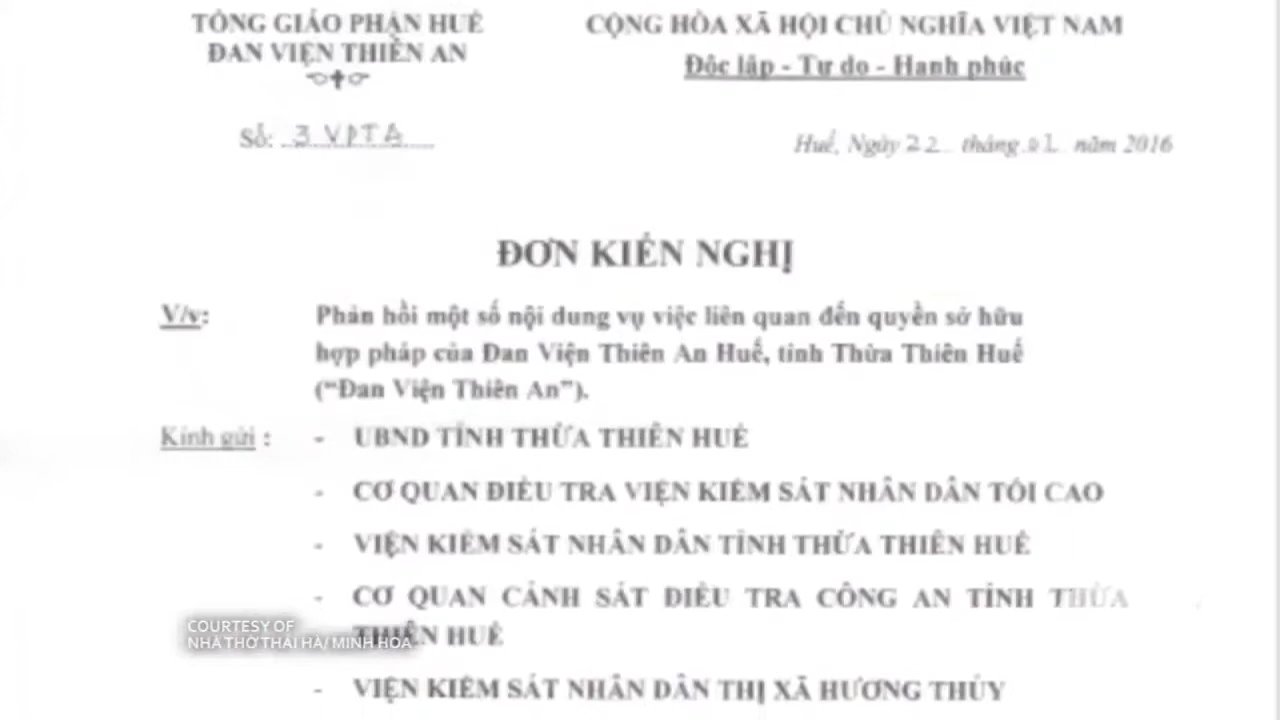 TỔNG GIÁO PHẬN HUẾ
ĐAN VIỆN THIÊN AN
CỘNG HÒA XÃ HỘI CHỦ NGHĨA VIỆT NAM
Độc lập - Tự do - Hạnh phúc
Số: 3 VPTA
Huế, Ngày 22 tháng 01 năm 2016
ĐƠN KIẾN NGHỊ
V/v: Phản hồi một số nội dung vụ việc liên quan đến quyền sở hữu
hợp pháp của Đan Viện Thiên An Huế, tỉnh Thừa Thiên Huế
(“Đan Viện Thiên An”).
Kính gửi : - UBND TỈNH THỪA THIÊN HUẾ
- CƠ QUAN ĐIỀU TRA VIỆN KIỂM SÁT NHÂN DÂN TỐI CAO
- VIỆN KIỂM SÁT NHÂN DÂN TỈNH THỪA THIÊN HUẾ
- CƠ QUAN CẢNH SÁT ĐIỀU TRA CÔNG AN TỈNH THỪA
THIÊN HUẾ
COURTESY OF
NHÀ THỜ THÁI HÀ/ MINH HÒA
- VIỆN KIỂM SÁT NHÂN DÂN THỊ XÃ HƯƠNG THỦY